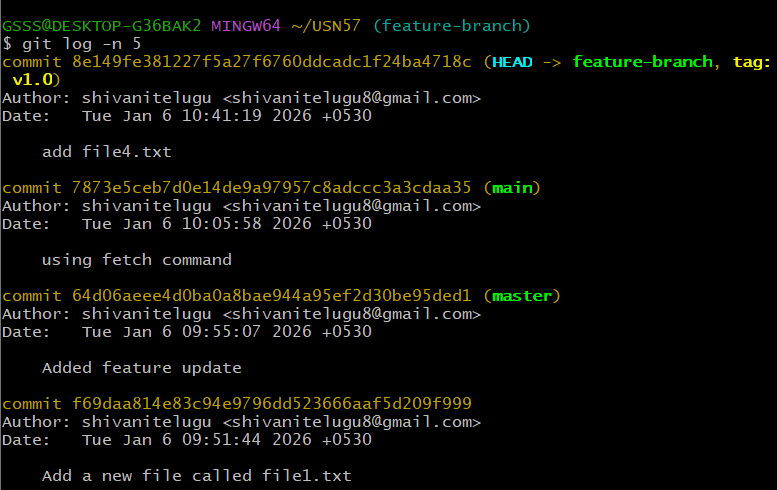 GSSS@DESKTOP-G36BAK2 MINGW64 ~/USN57 (feature-branch)
$ git log -n 5
commit 8e149fe381227f5a27f6760ddcadc1f24ba4718c (HEAD -> feature-branch, tag:
 v1.0)
Author: shivanitelugu <shivanitelugu8@gmail.com>
Date:   Tue Jan 6 10:41:19 2026 +0530
    add file4.txt
commit 7873e5ceb7d0e14de9a97957c8adccc3a3cdaa35 (main)
Author: shivanitelugu <shivanitelugu8@gmail.com>
Date:   Tue Jan 6 10:05:58 2026 +0530
    using fetch command
commit 64d06aeee4d0ba0a8bae944a95ef2d30be95ded1 (master)
Author: shivanitelugu <shivanitelugu8@gmail.com>
Date:   Tue Jan 6 09:55:07 2026 +0530
    Added feature update
commit f69daa814e83c94e9796dd523666aaf5d209f999
Author: shivanitelugu <shivanitelugu8@gmail.com>
Date:   Tue Jan 6 09:51:44 2026 +0530
    Add a new file called file1.txt